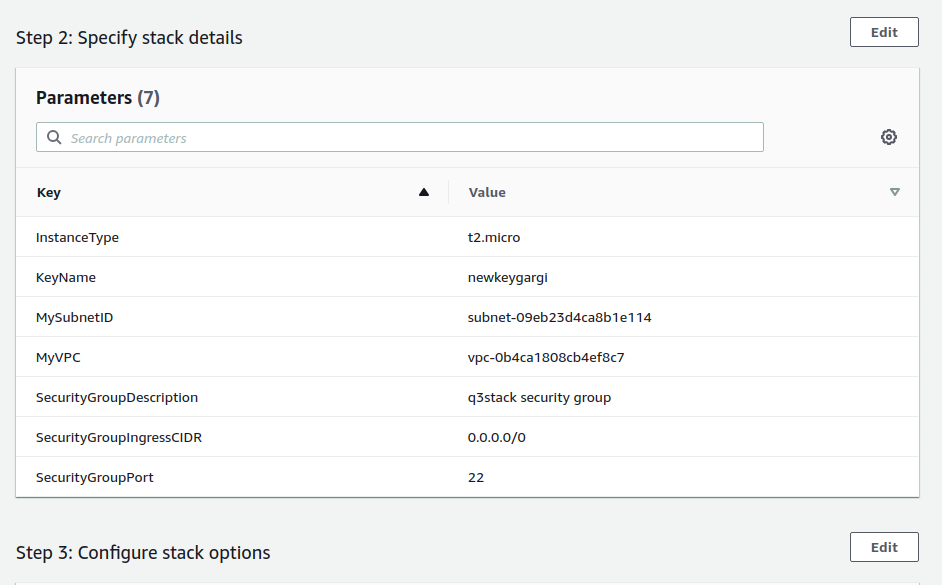 Step 2: Specify stack details
Edit
Parameters (7)
Search parameters
Key Value
InstanceType t2.micro
KeyName newkeygargi
MySubnetID subnet-09eb23d4ca8b1e114
MyVPC vpc-0b4ca1808cb4ef8c7
SecurityGroupDescription q3stack security group
SecurityGroupIngressCIDR 0.0.0.0/0
SecurityGroupPort 22
Step 3: Configure stack options
Edit